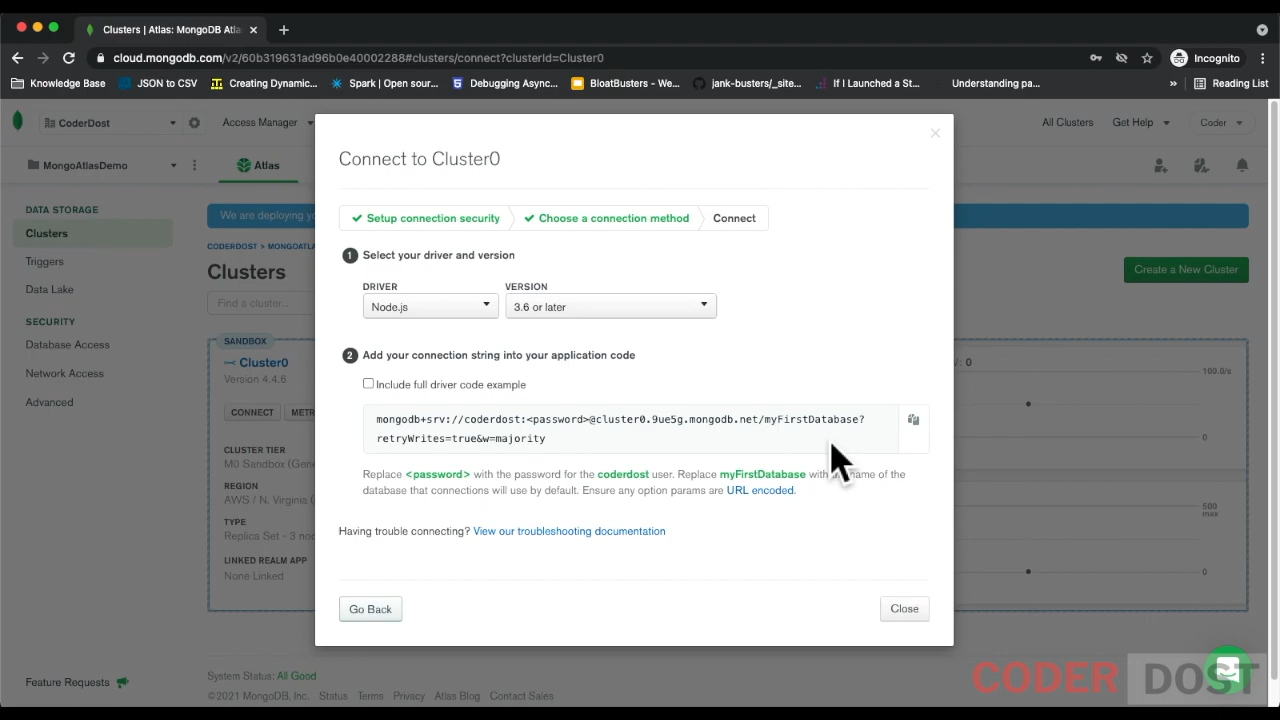 Clusters | Atlas: MongoDB Atla
cloud.mongodb.com/v2/60b319631ad96b0e40002288#clusters/connect?clusterId=Cluster0
Incognito
Knowledge Base
JSON to CSV
Creating Dynamic...
Spark | Open sour...
Debugging Async...
BloatBusters - We...
jank-busters/_site...
If I Launched a St...
Understanding pa...
»
Reading List
CoderDost
Access Manager
All Clusters
Get Help
Coder
MongoAtlasDemo
Atlas
DATA STORAGE
Clusters
Triggers
Data Lake
SECURITY
Database Access
Network Access
Advanced
Feature Requests
We are deploying yo
CODERDOST > MONGOATLA
Clusters
Find a cluster...
Create a New Cluster
SANDBOX
Cluster0
Version 4.4.6
CONNECT
METR
CLUSTER TIER
M0 Sandbox (Gene
REGION
AWS / N. Virginia (
TYPE
Replica Set - 3 nod
LINKED REALM APP
None Linked
Connect to Cluster0
Setup connection security
Choose a connection method
Connect
1 Select your driver and version
DRIVER
VERSION
Node.js
3.6 or later
2 Add your connection string into your application code
Include full driver code example
mongodb+srv://coderdost:<password>@cluster0.9ue5g.mongodb.net/myFirstDatabase?
retryWrites=true&w=majority
Replace <password> with the password for the coderdost user. Replace myFirstDatabase with name of the
database that connections will use by default. Ensure any option params are URL encoded.
Having trouble connecting? View our troubleshooting documentation
Go Back
Close
: 0
100.0/s
0
500
max
0
System Status: All Good
©2021 MongoDB, Inc. Status Terms Privacy Atlas Blog Contact Sales
CODER DOST